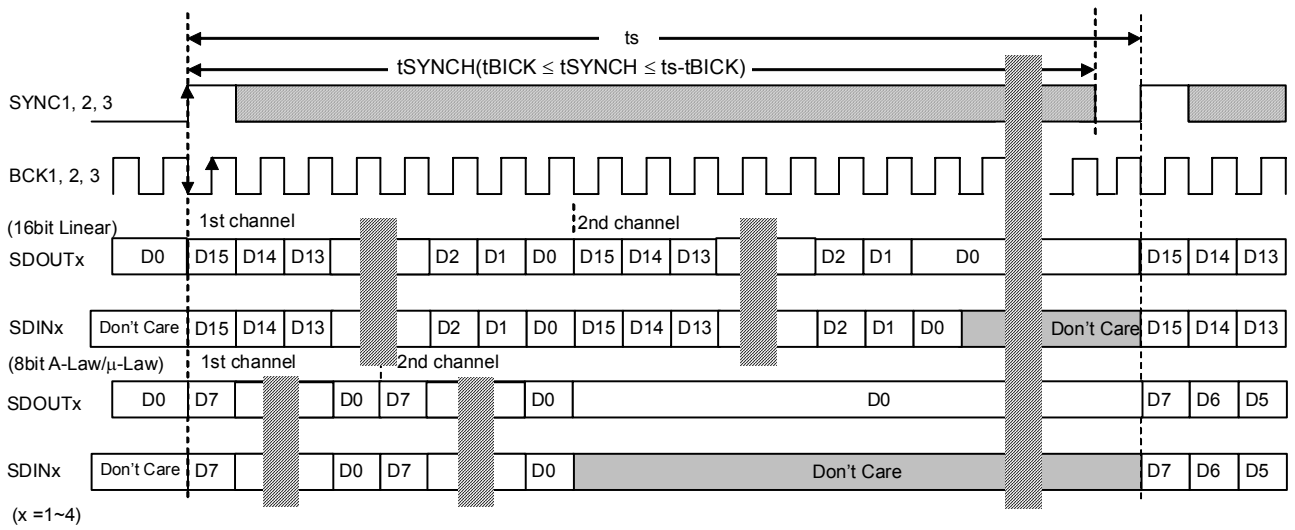 ts
tSYNCH(tBICK ≤ tSYNCH ≤ ts-tBICK)
SYNC1, 2, 3
BCK1, 2, 3
(16bit Linear) 1st channel 2nd channel
SDOUTx D0 D15 D14 D13 D2 D1 D0 D15 D14 D13 D2 D1 D0 D15 D14 D13
SDINx Don't Care D15 D14 D13 D2 D1 D0 D15 D14 D13 D2 D1 D0 Don't Care D15 D14 D13
(8bit A-Law/μ-Law) 1st channel 2nd channel
SDOUTx D0 D7 D0 D7 D0 D0 D7 D6 D5
SDINx Don't Care D7 D0 D7 D0 Don't Care D7 D6 D5
(x =1~4)